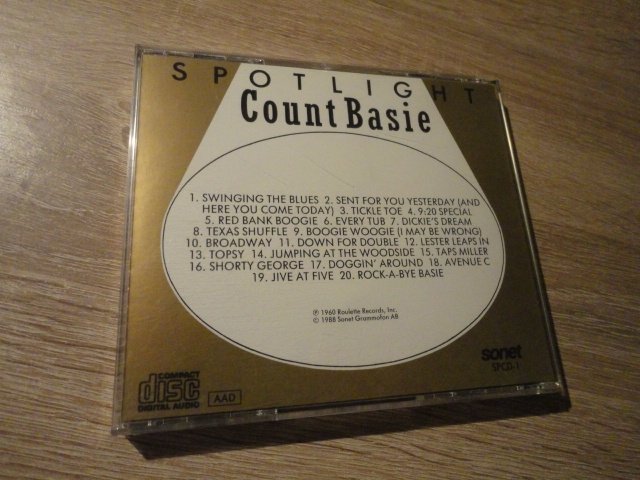 SPOTLIGHT
Count Basie
1. SWINGING THE BLUES 2. SENT FOR YOU YESTERDAY (AND
HERE YOU COME TODAY) 3. TICKLE TOE 4. 9:20 SPECIAL
5. RED BANK BOOGIE 6. EVERY TUB 7. DICKIE'S DREAM
8. TEXAS SHUFFLE 9. BOOGIE WOOGIE (I MAY BE WRONG)
10. BROADWAY 11. DOWN FOR DOUBLE 12. LESTER LEAPS IN
13. TOPSY 14. JUMPING AT THE WOODSIDE 15. TAPS MILLER
16. SHORTY GEORGE 17. DOGGIN' AROUND 18. AVENUE C
19. JIVE AT FIVE 20. ROCK-A-BYE BASIE
℗ 1960 Roulette Records, Inc.
© 1988 Sonet Grammofon AB
COMPACT
disc
DIGITAL AUDIO
AAD
sonet
SPCD-1